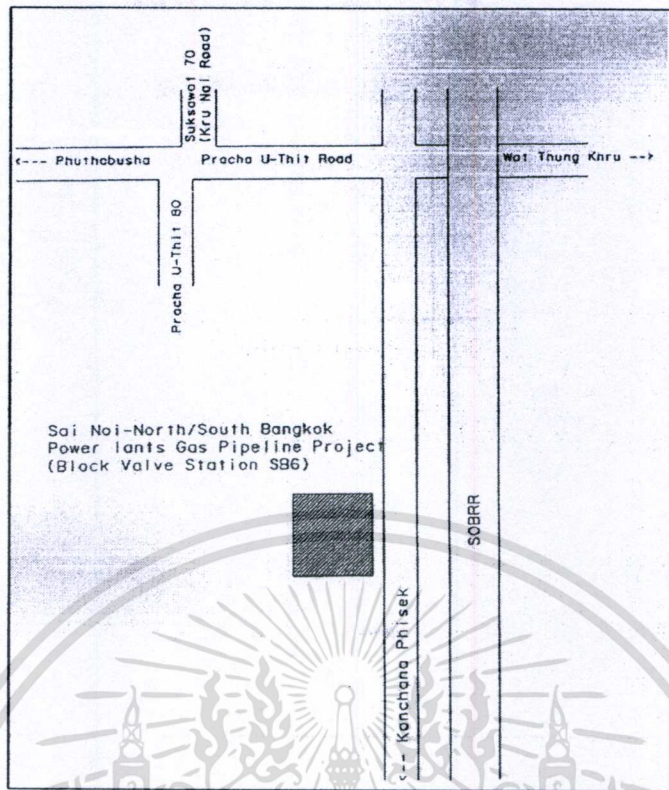 Suksawat 70
(Kru Nai Road)
<--- Phuthabusha
Pracha U-Thit Road
Wat Thung Khru -->
Pracha U-Thit 80
Sai Noi-North/South Bangkok
Power lants Gas Pipeline Project
(Block Valve Station SB6)
SOBRR
<--- Kanchana Phisek